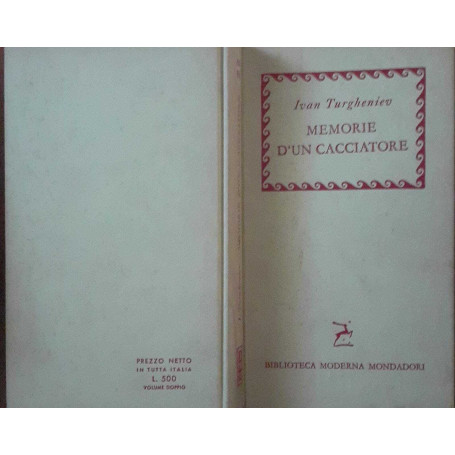 Ivan Turgheniev
MEMORIE
D'UN CACCIATORE
BIBLIOTECA MODERNA MONDADORI
PREZZO NETTO
IN TUTTA ITALIA
L. 500
VOLUME DOPPIO